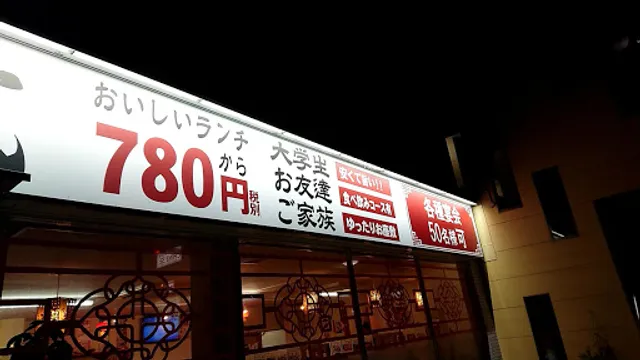 おいしいランチ
780円から
税別
大学生
お友達
ご家族
安くて旨い!!
食べ飲みコース有
ゆったりお座敷
各種宴会
50名様可